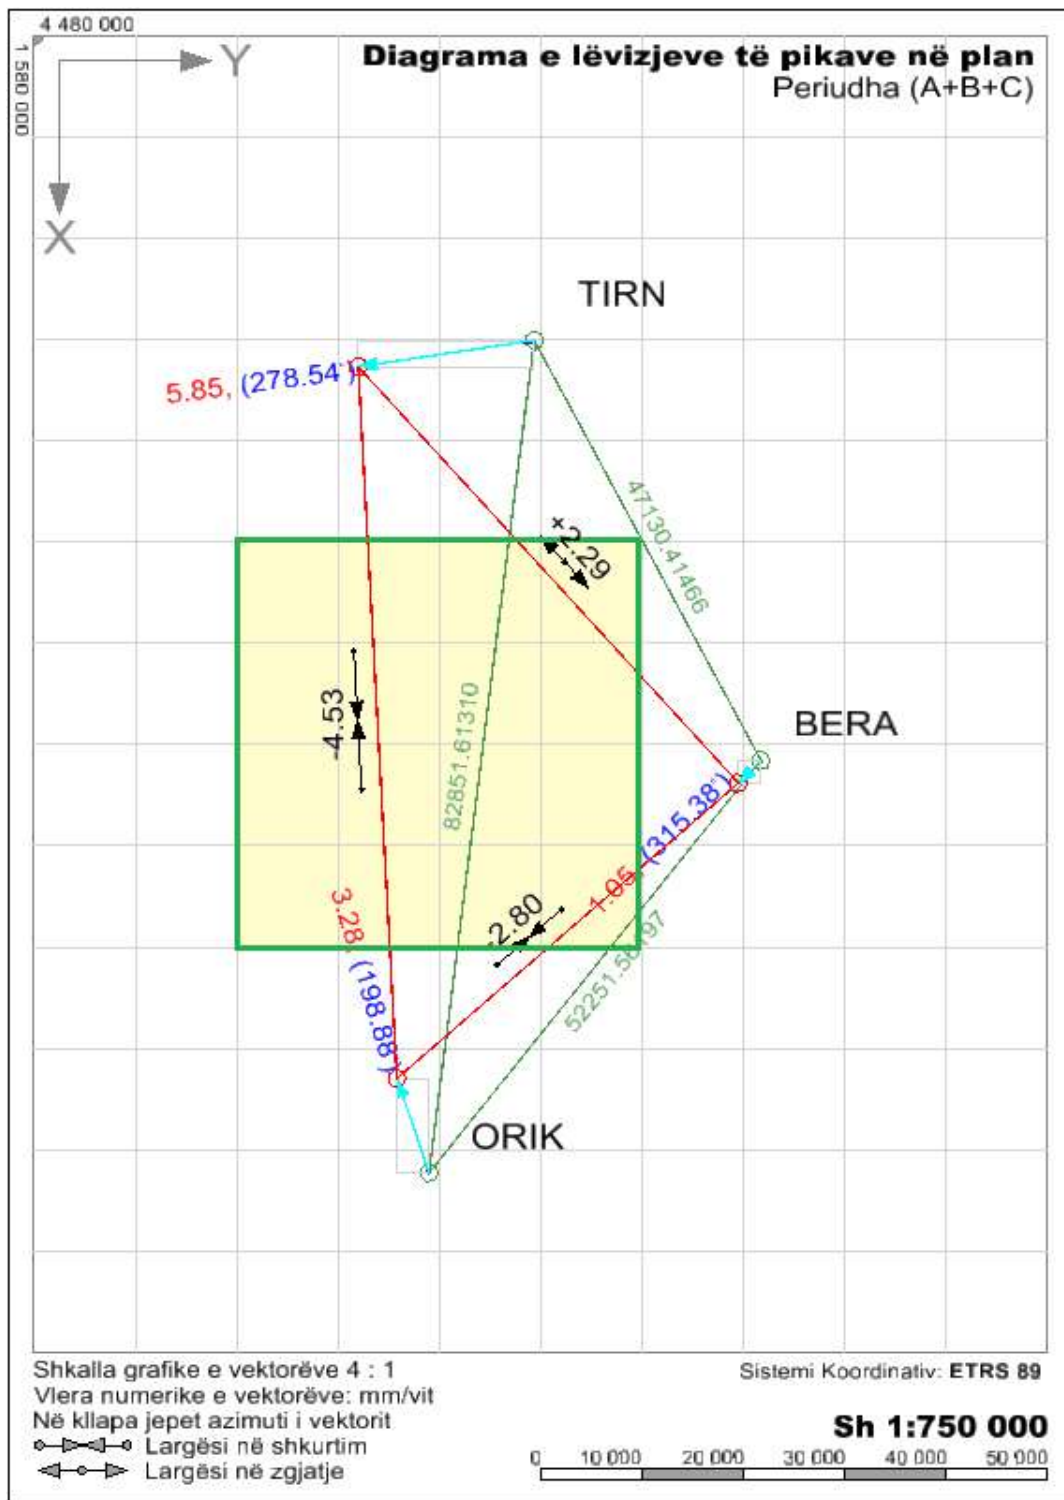 4 480 000
1 580 000
Y
X
Diagrama e lëvizjeve të pikave në plan
Periudha (A+B+C)
TIRN
5.85, (278.54°)
47130.41466
+2.29
-4.53
82851.61310
BERA
1.05, (315.38°)
3.28, (198.88°)
-2.80
ORIK
Shkalla grafike e vektorëve 4 : 1
Vlera numerike e vektorëve: mm/vit
Në kllapa jepet azimuti i vektorit
Largësi në shkurtim
Largësi në zgjatje
Sistemi Koordinativ: ETRS 89
Sh 1:750 000
0 10 000 20 000 30 000 40 000 50 000